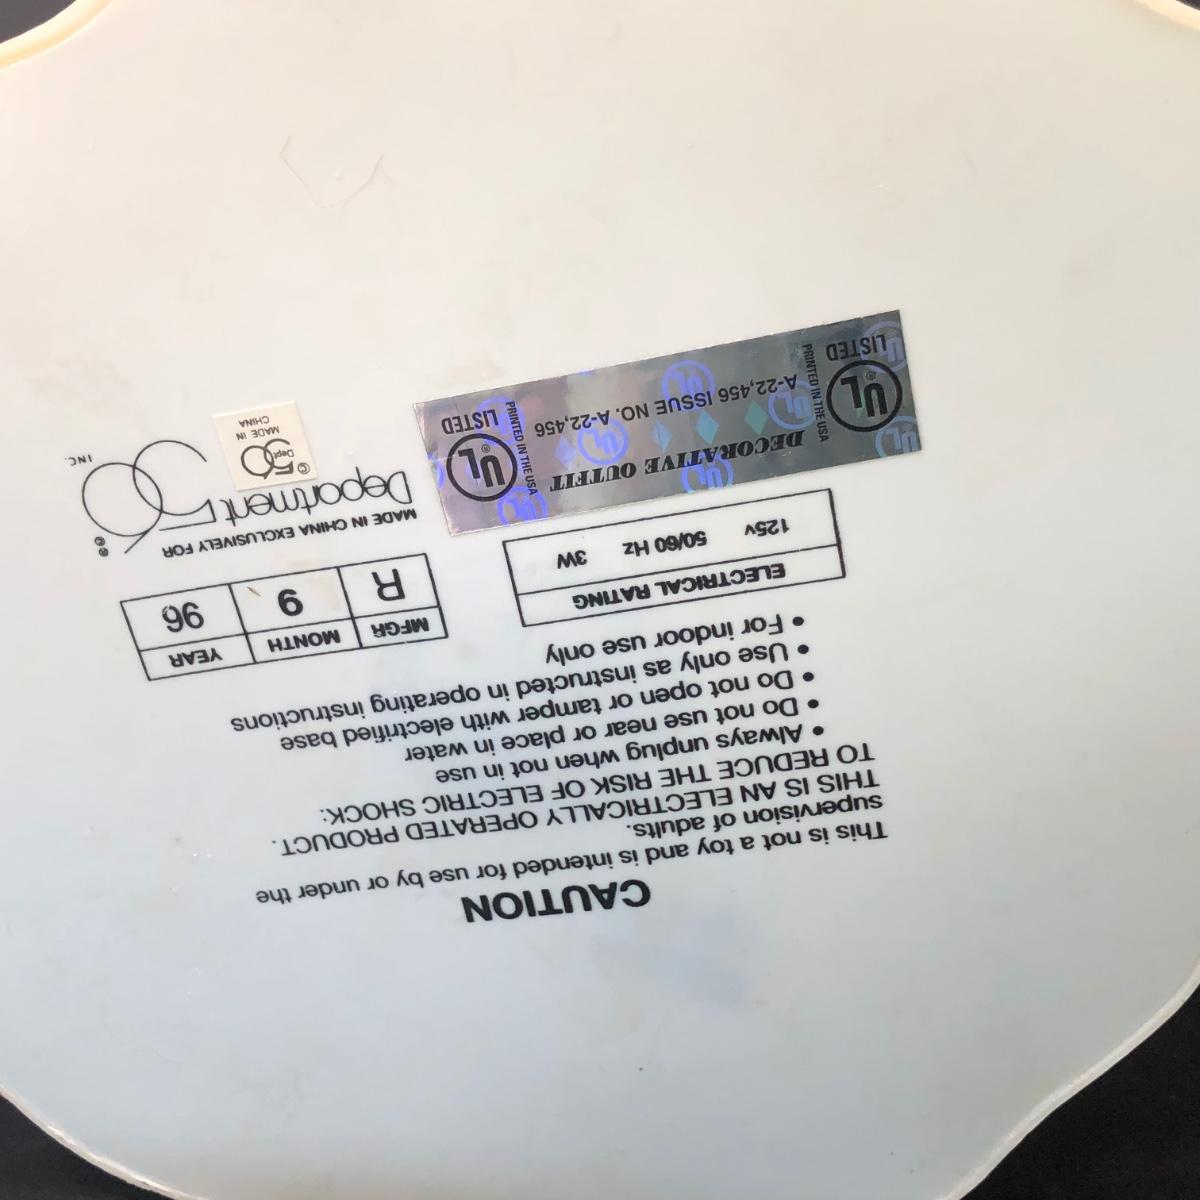 CAUTION
This is not a toy and is intended for use by or under the
supervision of adults.
THIS IS AN ELECTRICALLY OPERATED PRODUCT.
TO REDUCE THE RISK OF ELECTRIC SHOCK:
• Always unplug when not in use
• Do not use near or place in water
• Do not open or tamper with electrified base
• Use only as instructed in operating instructions
• For indoor use only
ELECTRICAL RATING
125v 50/60 Hz 3W
MFGR MONTH YEAR
R 9 96
UL®
LISTED
PRINTED IN THE USA
DECORATIVE OUTFIT
A-22,456 ISSUE NO. A-22,456
PRINTED IN THE USA
UL®
LISTED
MADE IN CHINA EXCLUSIVELY FOR
Department 56 ®
INC.
© Dept 56
MADE IN
CHINA